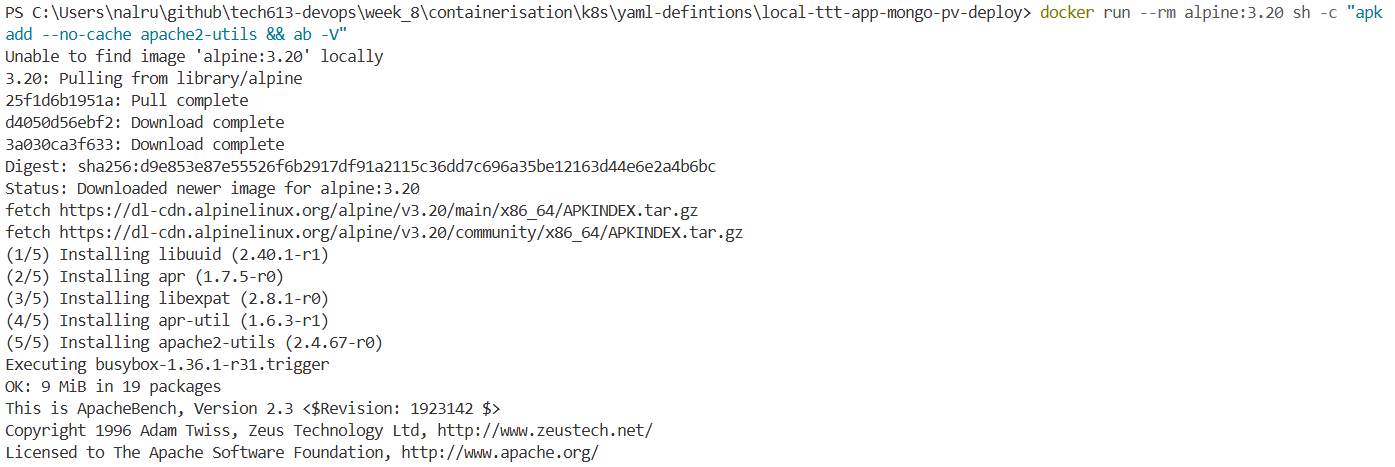 PS C:\Users\nalru\github\tech613-devops\week_8\containerisation\k8s\yaml-defintions\local-ttt-app-mongo-pv-deploy> docker run --rm alpine:3.20 sh -c "apk
add --no-cache apache2-utils && ab -V"
Unable to find image 'alpine:3.20' locally
3.20: Pulling from library/alpine
25f1d6b1951a: Pull complete
d4050d56ebf2: Download complete
3a030ca3f633: Download complete
Digest: sha256:d9e853e87e55526f6b2917df91a2115c36dd7c696a35be12163d44e6e2a4b6bc
Status: Downloaded newer image for alpine:3.20
fetch https://dl-cdn.alpinelinux.org/alpine/v3.20/main/x86_64/APKINDEX.tar.gz
fetch https://dl-cdn.alpinelinux.org/alpine/v3.20/community/x86_64/APKINDEX.tar.gz
(1/5) Installing libuuid (2.40.1-r1)
(2/5) Installing apr (1.7.5-r0)
(3/5) Installing libexpat (2.8.1-r0)
(4/5) Installing apr-util (1.6.3-r1)
(5/5) Installing apache2-utils (2.4.67-r0)
Executing busybox-1.36.1-r31.trigger
OK: 9 MiB in 19 packages
This is ApacheBench, Version 2.3 <$Revision: 1923142 $>
Copyright 1996 Adam Twiss, Zeus Technology Ltd, http://www.zeustech.net/
Licensed to The Apache Software Foundation, http://www.apache.org/